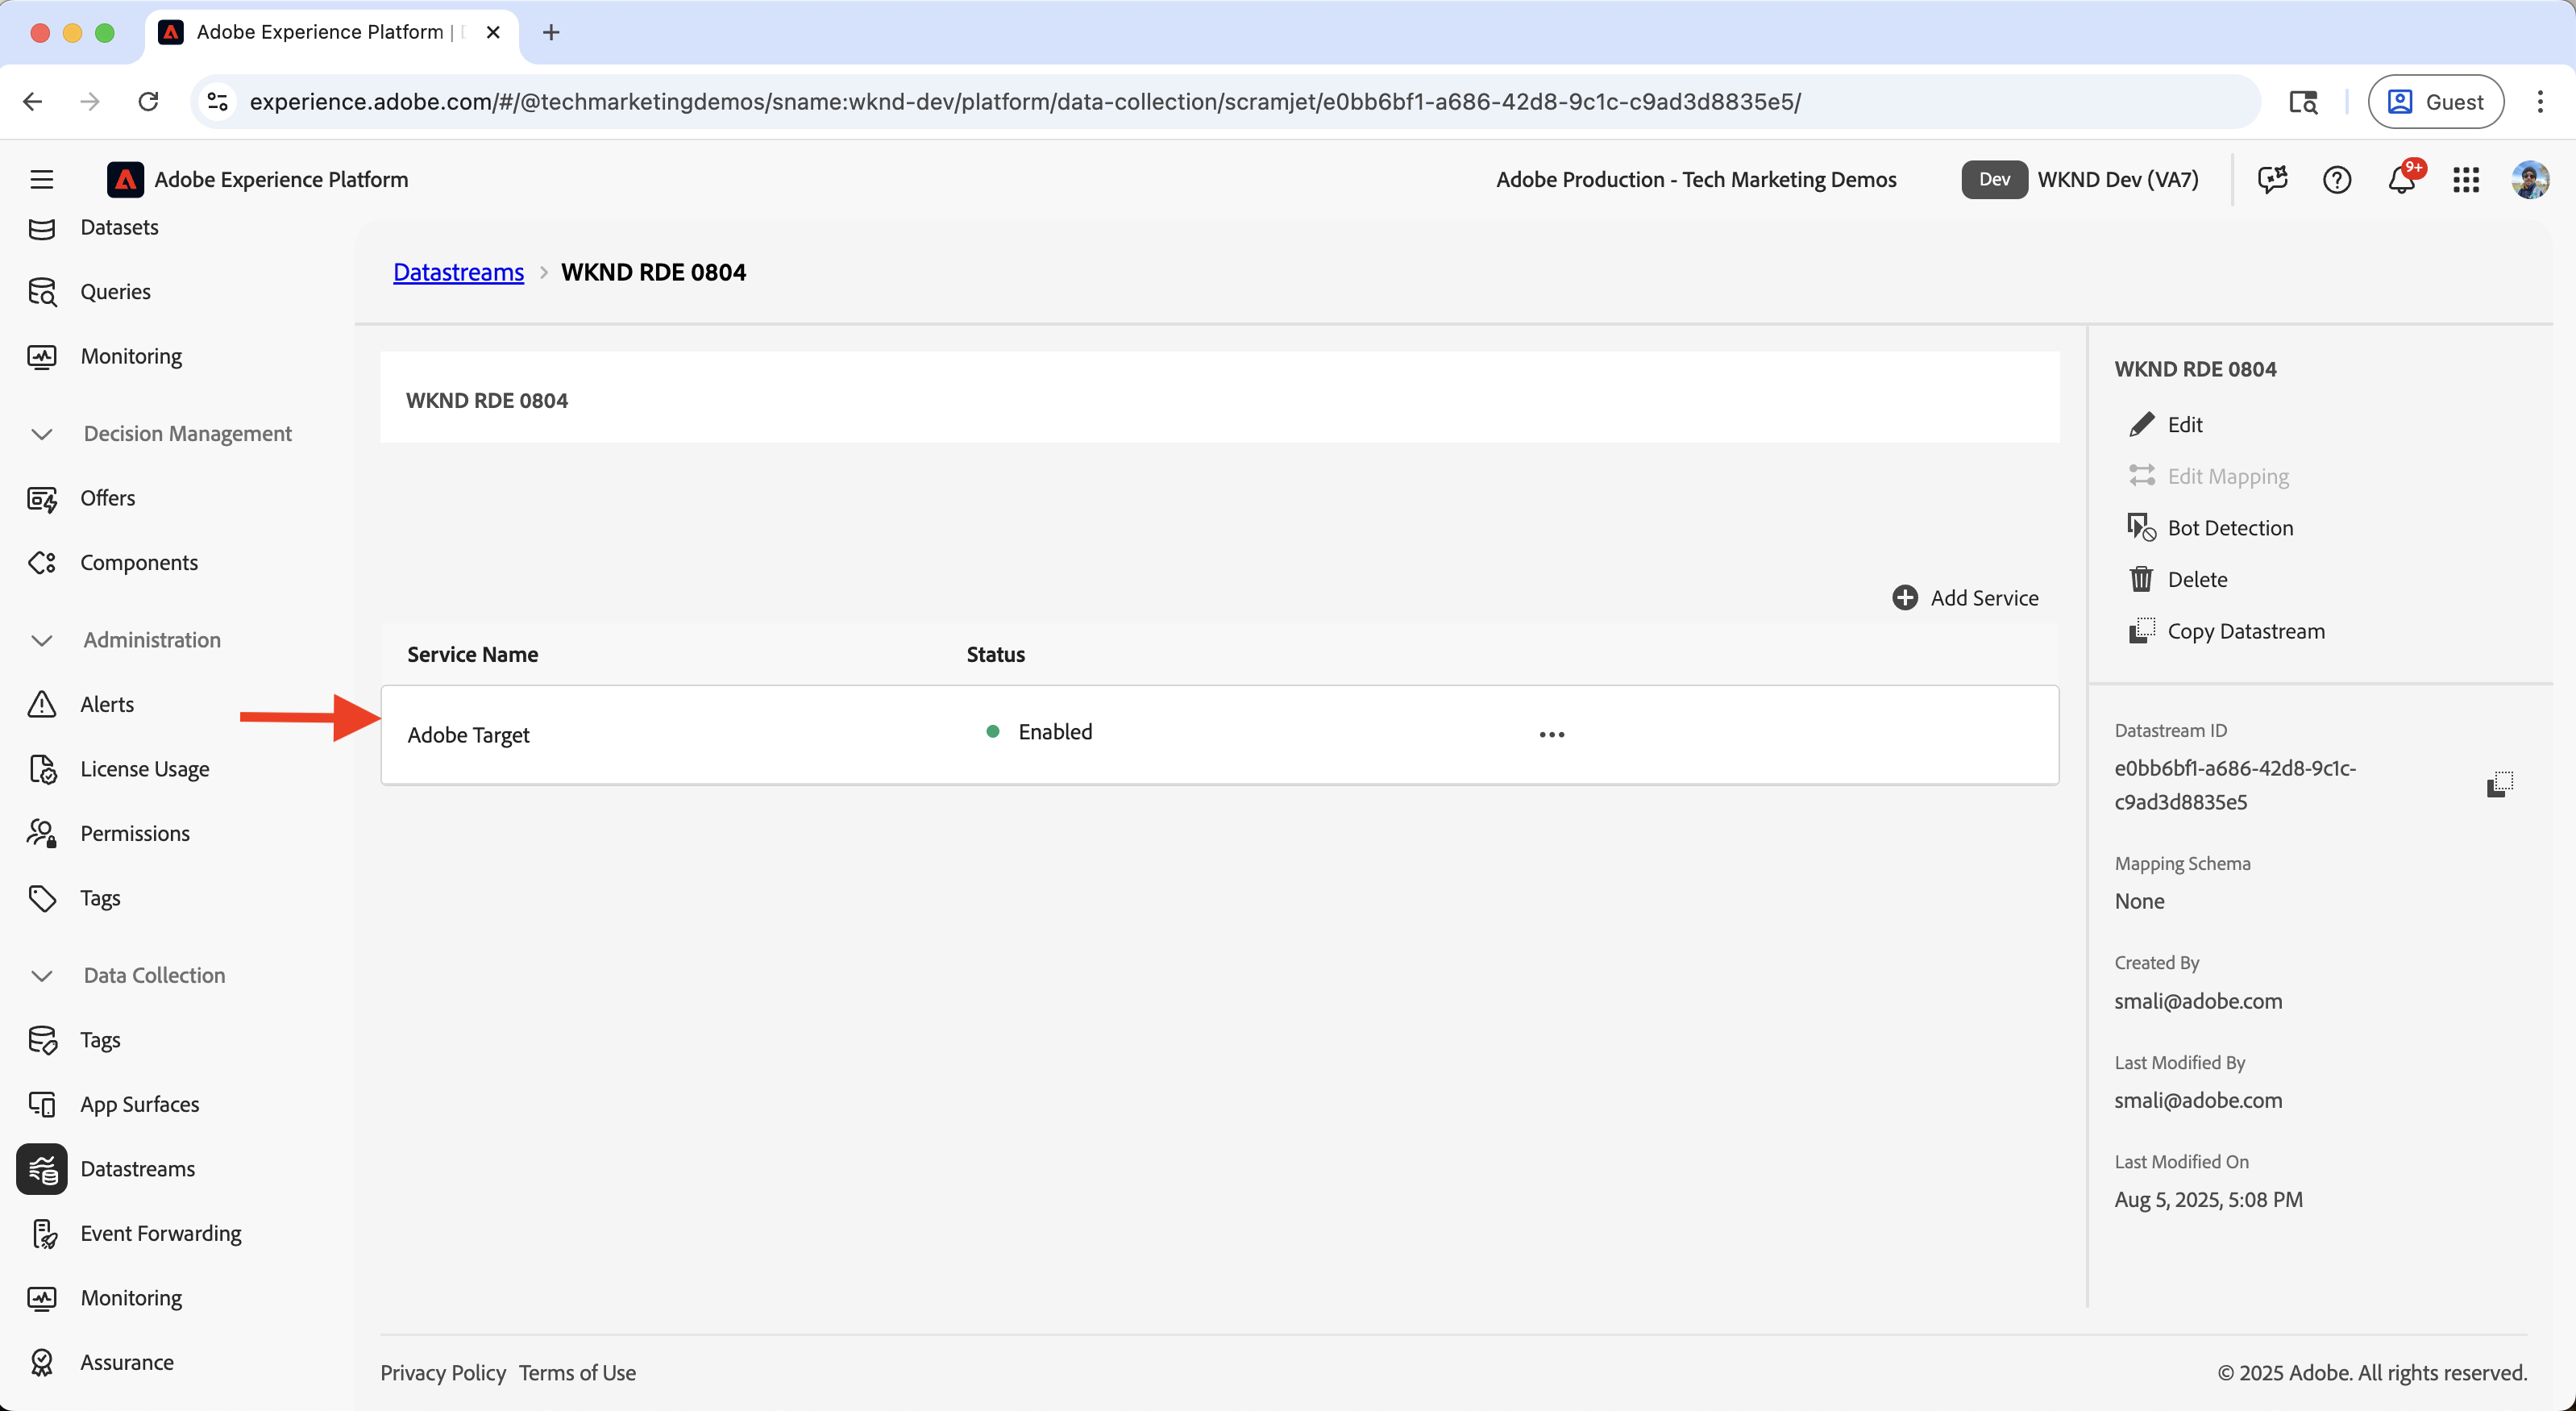 Adobe Experience Platform |
experience.adobe.com/#/@techmarketingdemos/sname:wknd-dev/platform/data-collection/scramjet/e0bb6bf1-a686-42d8-9c1c-c9ad3d8835e5/
Guest
Adobe Experience Platform
Adobe Production - Tech Marketing Demos
Dev
WKND Dev (VA7)
9+
Datasets
Queries
Monitoring
Decision Management
Offers
Components
Administration
Alerts
License Usage
Permissions
Tags
Data Collection
Tags
App Surfaces
Datastreams
Event Forwarding
Monitoring
Assurance
Datastreams > WKND RDE 0804
WKND RDE 0804
Add Service
Service Name Status
Adobe Target Enabled
WKND RDE 0804
Edit
Edit Mapping
Bot Detection
Delete
Copy Datastream
Datastream ID
e0bb6bf1-a686-42d8-9c1c-
c9ad3d8835e5
Mapping Schema
None
Created By
smali@adobe.com
Last Modified By
smali@adobe.com
Last Modified On
Aug 5, 2025, 5:08 PM
Privacy Policy Terms of Use
© 2025 Adobe. All rights reserved.